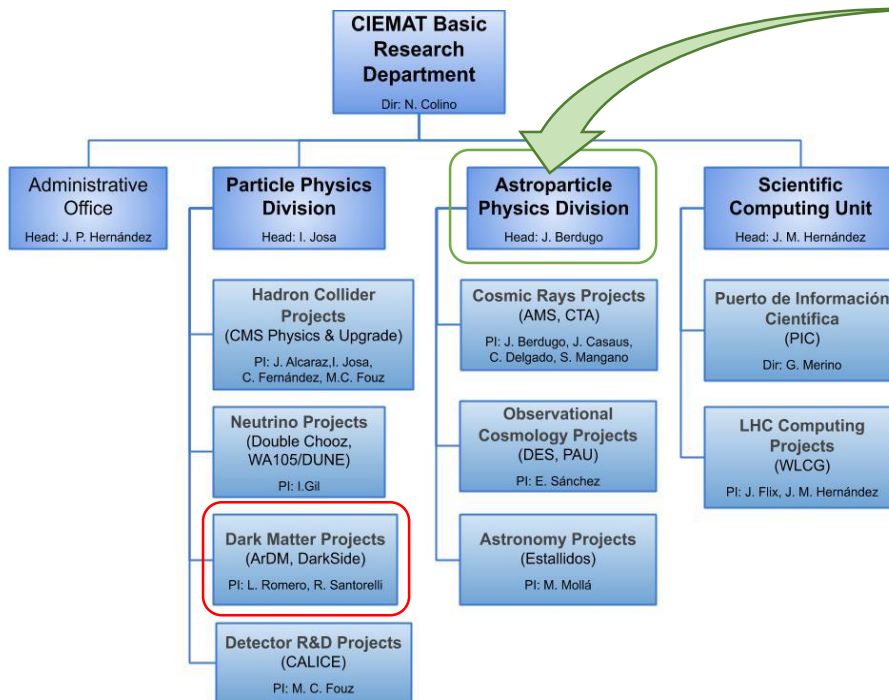 CIEMAT Basic
Research
Department
Dir: N. Colino
Administrative
Office
Head: J. P. Hernández
Particle Physics
Division
Head: I. Josa
Astroparticle
Physics Division
Head: J. Berdugo
Scientific
Computing Unit
Head: J. M. Hernández
Hadron Collider
Projects
(CMS Physics & Upgrade)
PI: J. Alcaraz,I. Josa,
C. Fernández, M.C. Fouz
Neutrino Projects
(Double Chooz,
WA105/DUNE)
PI: I.Gil
Dark Matter Projects
(ArDM, DarkSide)
PI: L. Romero, R. Santorelli
Detector R&D Projects
(CALICE)
PI: M. C. Fouz
Cosmic Rays Projects
(AMS, CTA)
PI: J. Berdugo, J. Casaus,
C. Delgado, S. Mangano
Observational
Cosmology Projects
(DES, PAU)
PI: E. Sánchez
Astronomy Projects
(Estallidos)
PI: M. Mollá
Puerto de Información
Científica
(PIC)
Dir: G. Merino
LHC Computing
Projects
(WLCG)
PI: J. Flix, J. M. Hernández